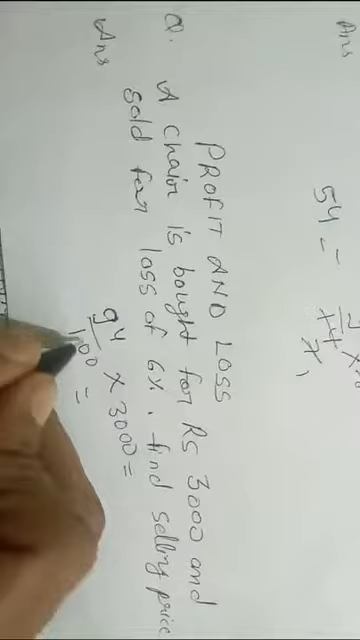 Ans
54 =
PROFIT AND LOSS
Q. A chair is bought for Rs 3000 and
sold for loss of 6%. find selling price
Ans
94
100 × 3000 =
=